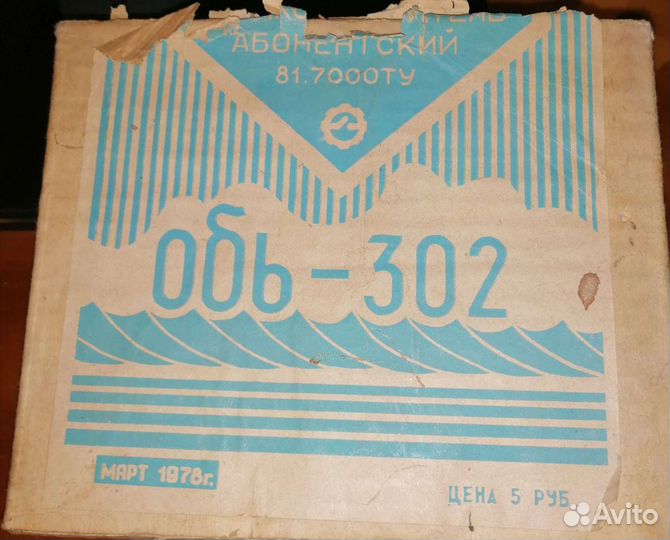 АБОНЕНТСКИЙ
81.7000ТУ
ОБЬ-302
МАРТ 1978г.
ЦЕНА 5 РУБ
Avito